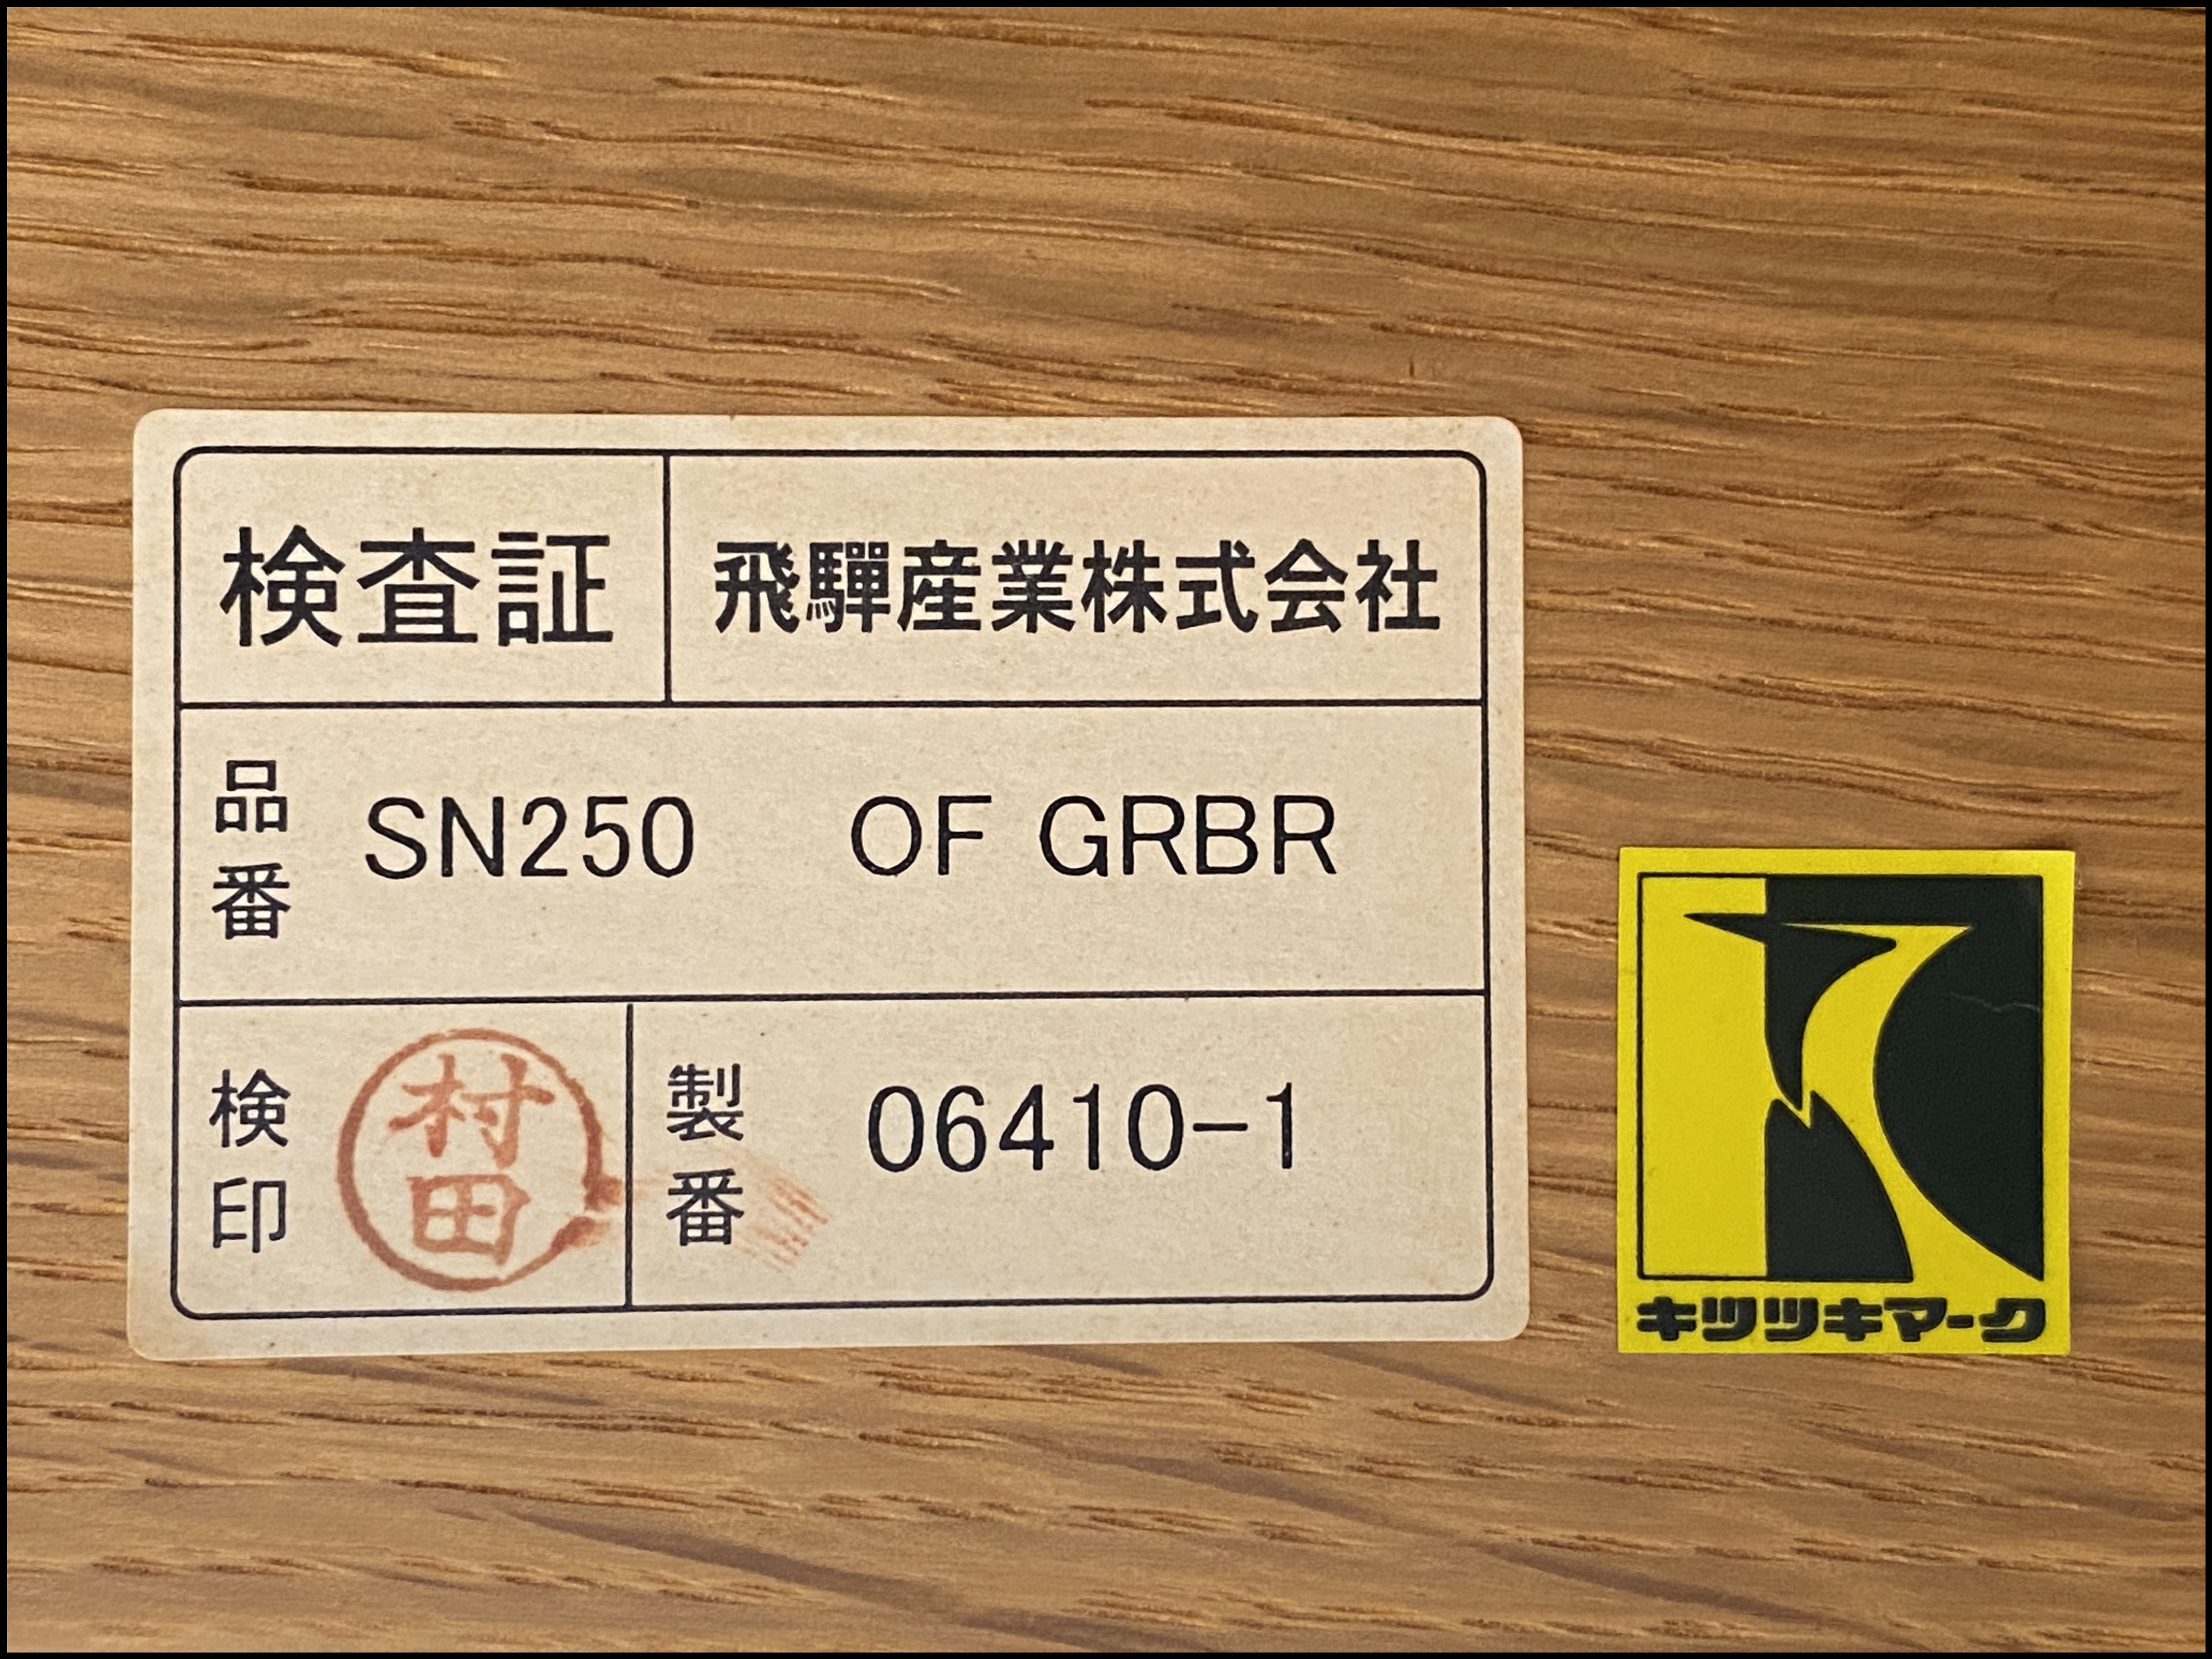 検査証
飛驒産業株式会社
品番
SN250 OF GRBR
検印
村田
製番
06410-1
キツツキマーク